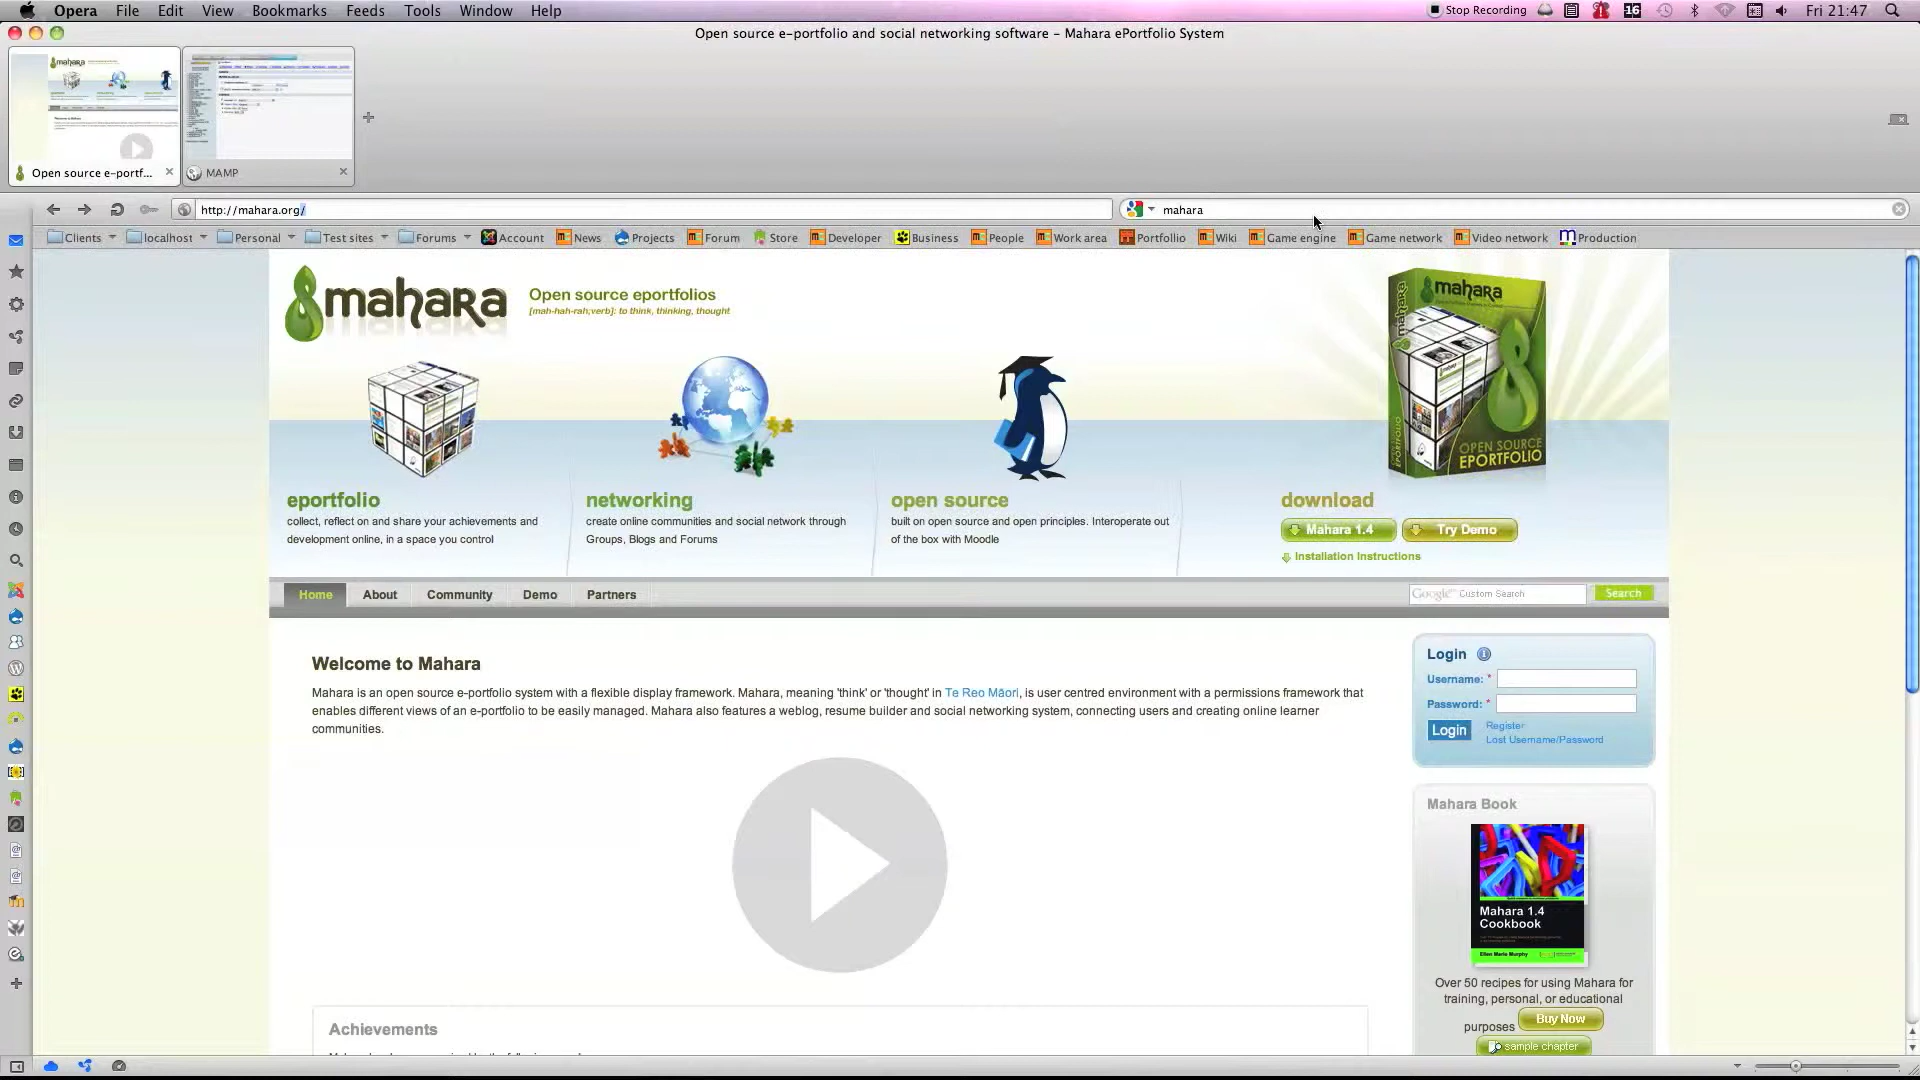 Opera File Edit View Bookmarks Feeds Tools Window Help
Stop Recording 16 Fri 21:47
Open source e-portfolio and social networking software – Mahara ePortfolio System
Open source e-portf...
MAMP
http://mahara.org/
mahara
Clients localhost Personal Test sites Forums Account News Projects Forum Store Developer Business People Work area Portfollio Wiki Game engine Game network Video network Production
mahara
Open source eportfolios
[mah-hah-rah;verb]: to think, thinking, thought
mahara
OPEN SOURCE
EPORTFOLIO
eportfolio
collect, reflect on and share your achievements and
development online, in a space you control
networking
create online communities and social network through
Groups, Blogs and Forums
open source
built on open source and open principles. Interoperate out
of the box with Moodle
download
Mahara 1.4
Try Demo
Installation Instructions
Home About Community Demo Partners
Google™ Custom Search
Search
Welcome to Mahara
Mahara is an open source e-portfolio system with a flexible display framework. Mahara, meaning 'think' or 'thought' in Te Reo Māori, is user centred environment with a permissions framework that
enables different views of an e-portfolio to be easily managed. Mahara also features a weblog, resume builder and social networking system, connecting users and creating online learner
communities.
Achievements
Login
Username: *
Password: *
Login
Register
Lost Username/Password
Mahara Book
Mahara 1.4
Cookbook
Ellen Marie Murphy
Over 50 recipes for using Mahara for
training, personal, or educational
purposes Buy Now
sample chapter